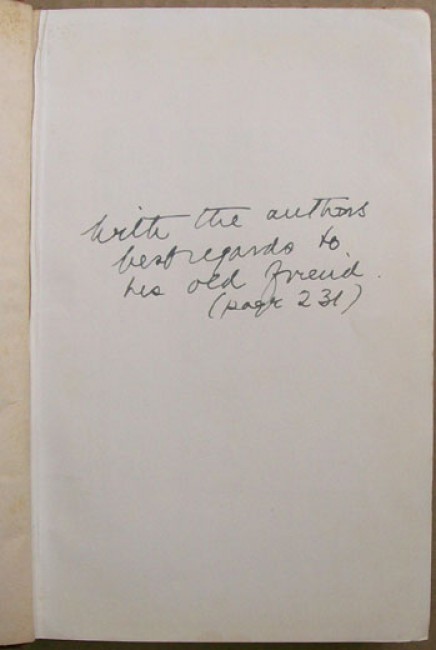 With the authors
best regards to
his old friend.
(page 231)